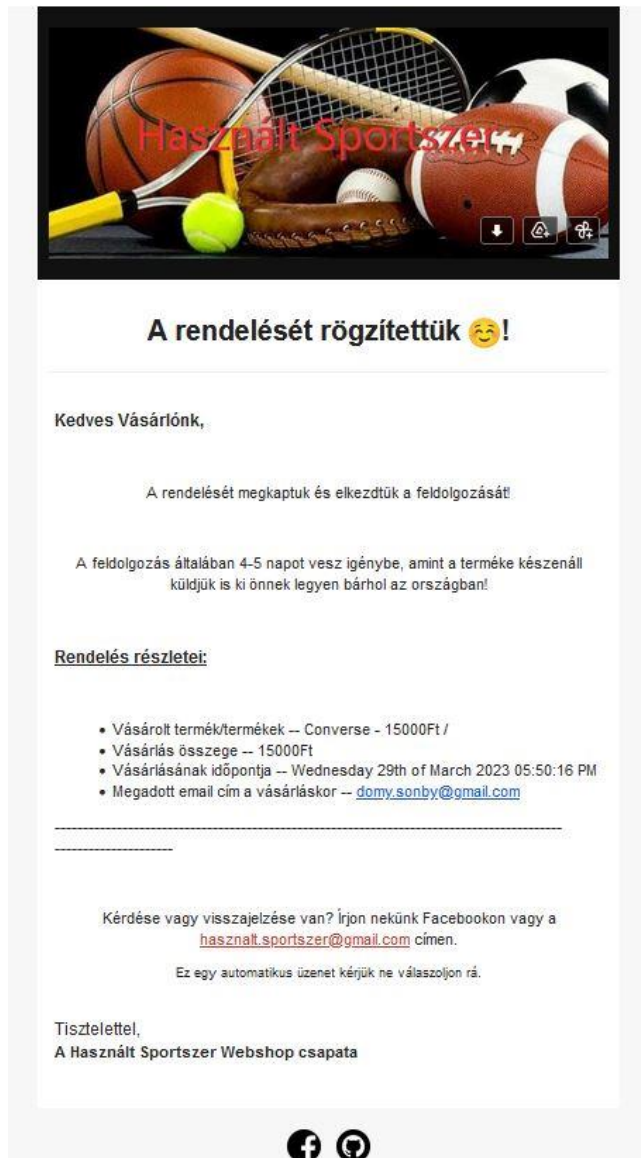 Használt Sportszer
A rendelését rögzítettük ☺️!
Kedves Vásárlónk,
A rendelését megkaptuk és elkezdtük a feldolgozását!
A feldolgozás általában 4-5 napot vesz igénybe, amint a terméke készenáll
küldjük is ki önnek legyen bárhol az országban!
Rendelés részletei:
• Vásárolt termék/termékek -- Converse - 15000Ft /
• Vásárlás összege -- 15000Ft
• Vásárlásának időpontja -- Wednesday 29th of March 2023 05:50:16 PM
• Megadott email cím a vásárláskor -- domy.sonby@gmail.com
------------------------------------------------------------------------------------------
---------------------
Kérdése vagy visszajelzése van? Írjon nekünk Facebookon vagy a
hasznalt.sportszer@gmail.com címen.
Ez egy automatikus üzenet kérjük ne válaszoljon rá.
Tisztelettel,
A Használt Sportszer Webshop csapata